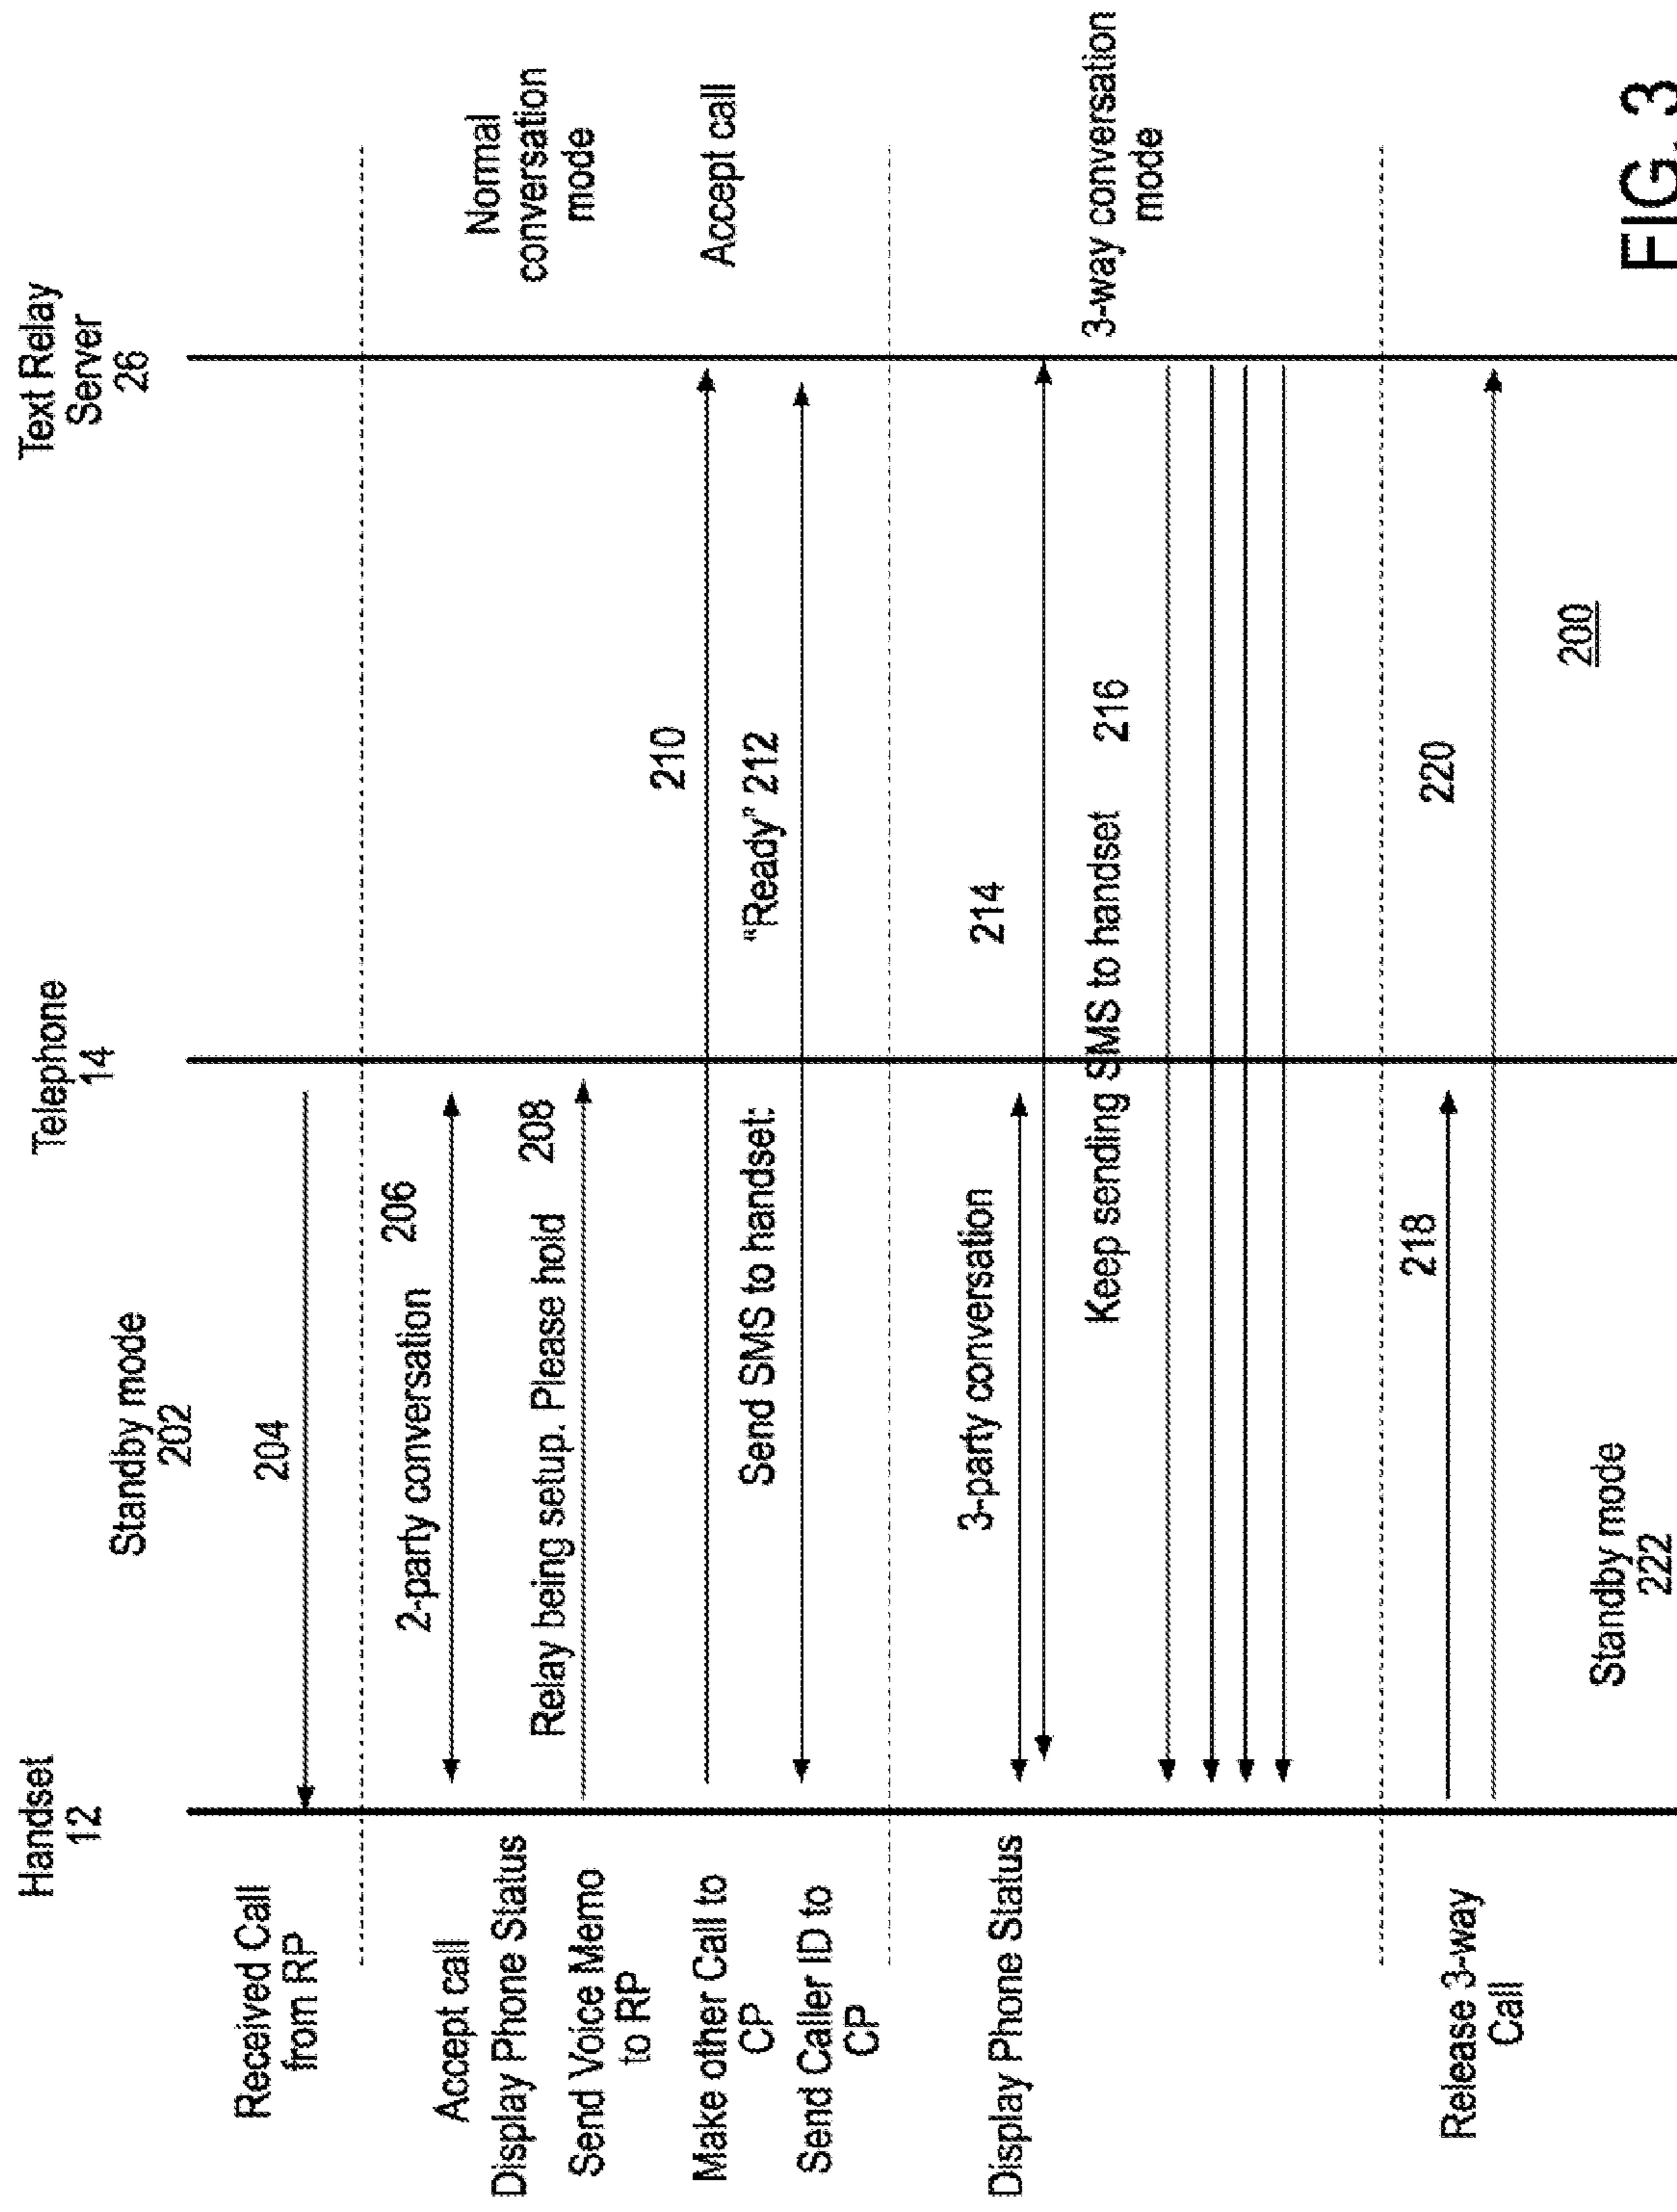 Handset
12
Telephone
14
Text Relay
Server
26
Standby mode
202
Received Call
from RP
204
Accept call
Display Phone Status
2-party conversation 206
Normal
conversation
mode
Send Voice Memo
to RP
Relay being setup. Please hold 208
Make other Call to
CP
210
Accept call
Send Caller ID to
CP
Send SMS to handset:
"Ready" 212
Display Phone Status
3-party conversation
214
3-way conversation
mode
Keep sending SMS to handset 216
Release 3-way
Call
218
220
Standby mode
222
200
FIG. 3